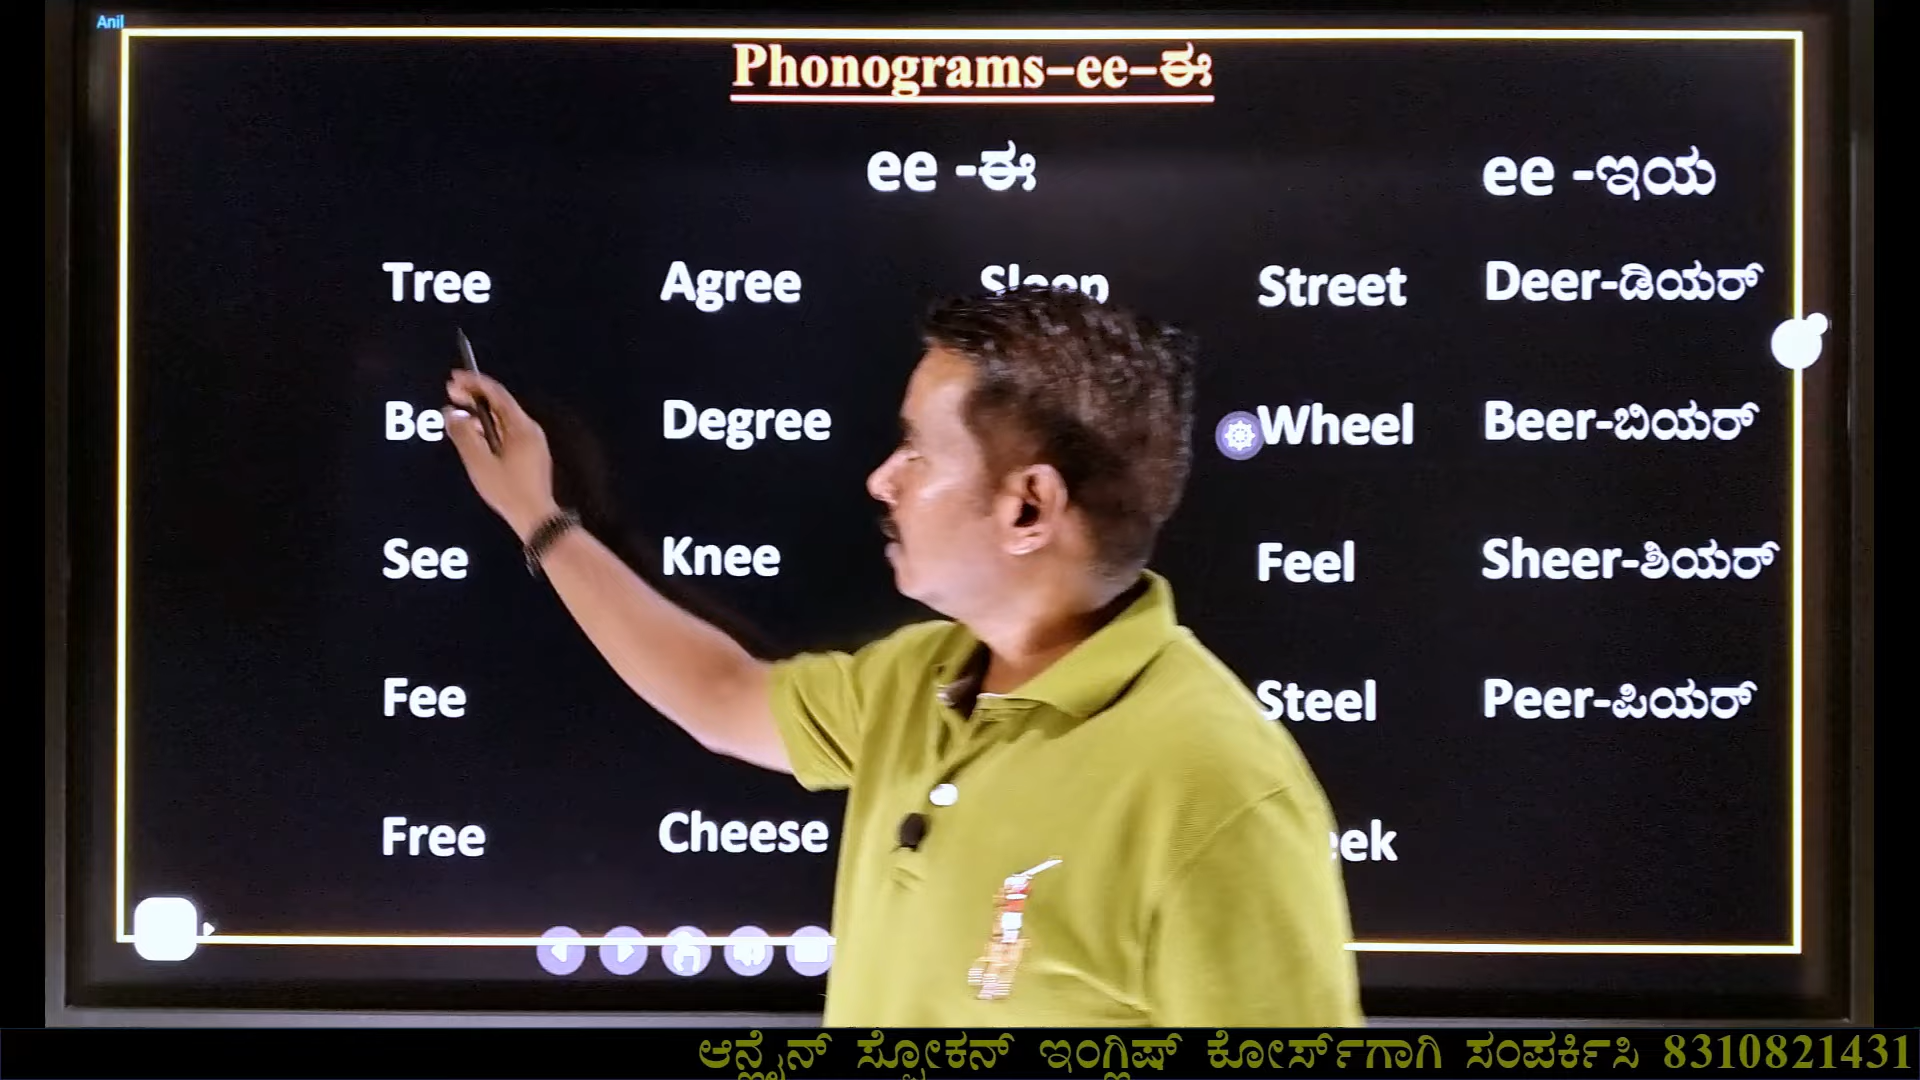 Anil
Phonograms-ee-ಈ
ee -ಈ ee -ಇಯ
Tree Agree Sleep Street Deer-ಡಿಯರ್
Degree Wheel Beer-ಬಿಯರ್
See Knee Feel Sheer-ಶಿಯರ್
Fee Steel Peer-ಪಿಯರ್
Free Cheese
ಆನ್ಲೈನ್ ಸ್ಪೋಕನ್ ಇಂಗ್ಲಿಷ್ ಕೋರ್ಸ್‌ಗಾಗಿ ಸಂಪರ್ಕಿಸಿ 8310821431